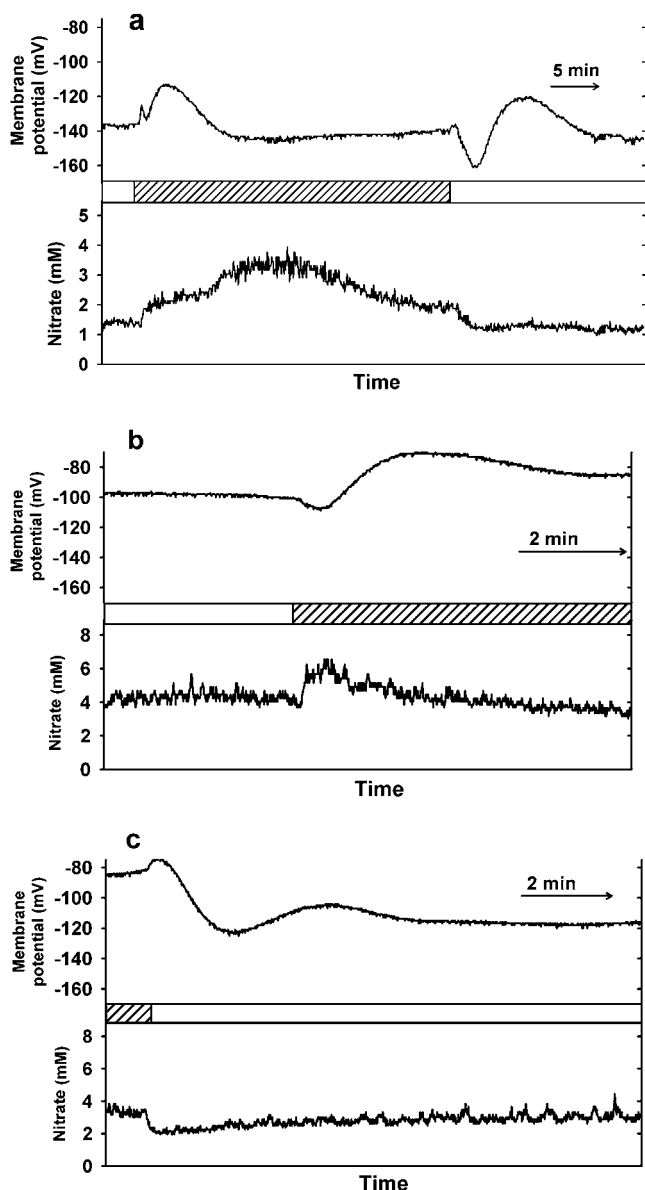 a
Membrane
potential (mV)
-80
-100
-120
-140
-160
5 min
Nitrate (mM)
5
4
3
2
1
0
Time
b
Membrane
potential (mV)
-80
-100
-120
-140
-160
2 min
Nitrate (mM)
8
6
4
2
0
Time
c
Membrane
potential (mV)
-80
-100
-120
-140
-160
2 min
Nitrate (mM)
8
6
4
2
0
Time